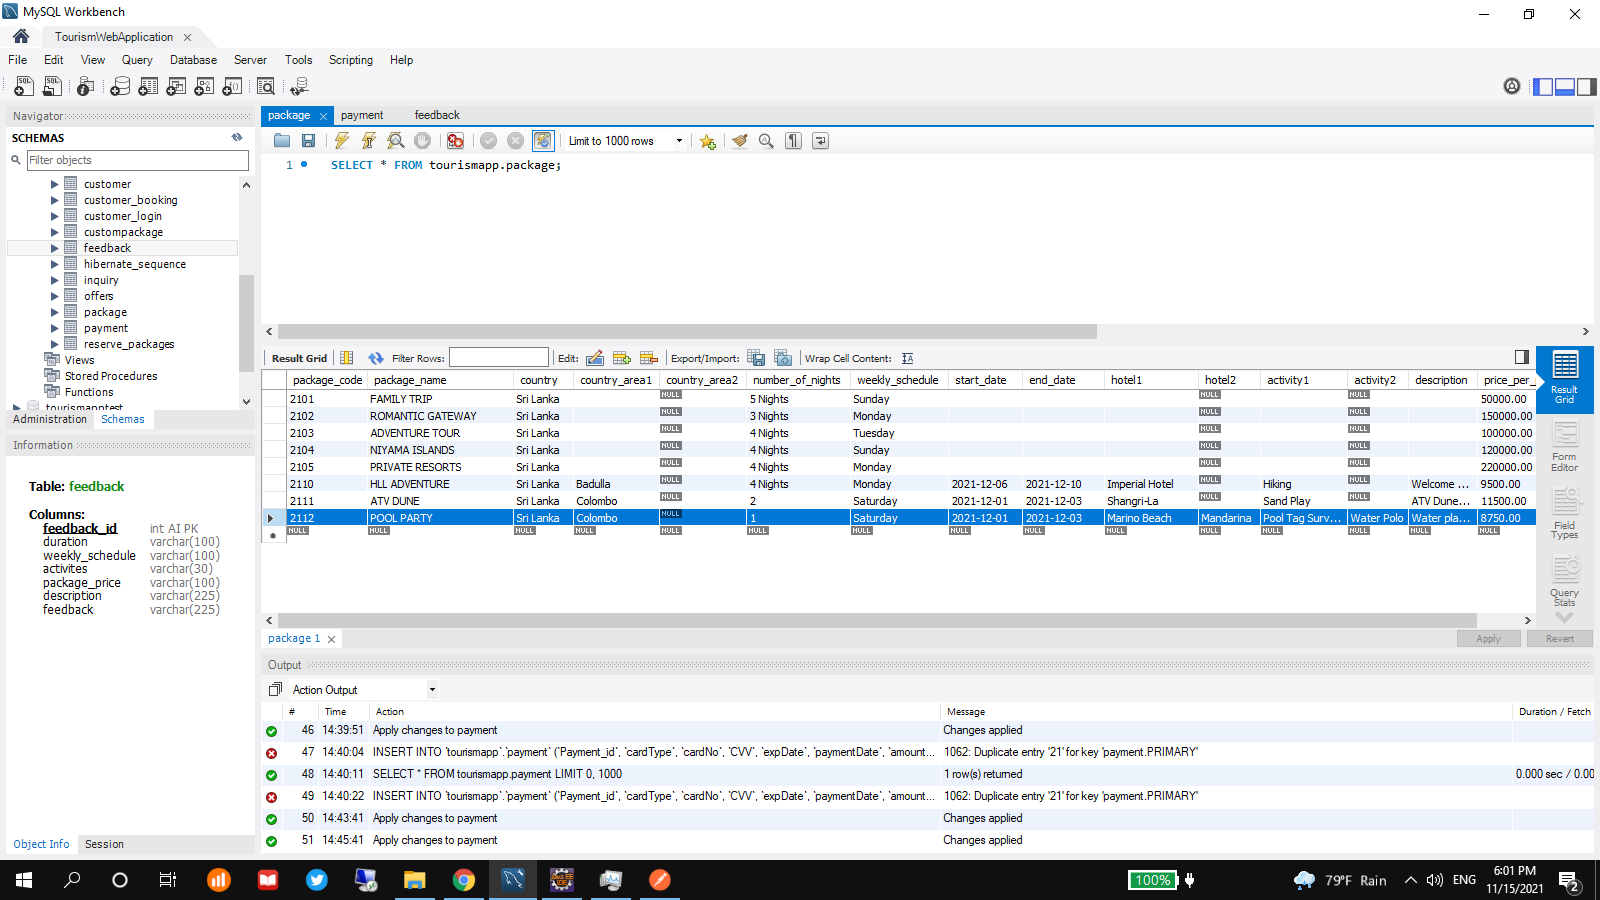 MySQL Workbench
TourismWebApplication
File Edit View Query Database Server Tools Scripting Help
Navigator
SCHEMAS
Filter objects
customer
customer_booking
customer_login
custompackage
feedback
hibernate_sequence
inquiry
offers
package
payment
reserve_packages
Views
Stored Procedures
Functions
tourismapptest
Administration Schemas
Information
Table: feedback
Columns:
feedback_id int AI PK
duration varchar(100)
weekly_schedule varchar(100)
activites varchar(30)
package_price varchar(100)
description varchar(225)
feedback varchar(225)
Object Info Session
package payment feedback
Limit to 1000 rows
1 SELECT * FROM tourismapp.package;
Result Grid Filter Rows: Edit: Export/Import: Wrap Cell Content:
package_code package_name country country_area1 country_area2 number_of_nights weekly_schedule start_date end_date hotel1 hotel2 activity1 activity2 description price_per_
2101 FAMILY TRIP Sri Lanka NULL 5 Nights Sunday NULL NULL 50000.00
2102 ROMANTIC GATEWAY Sri Lanka NULL 3 Nights Monday NULL NULL 150000.00
2103 ADVENTURE TOUR Sri Lanka NULL 4 Nights Tuesday NULL NULL 100000.00
2104 NIYAMA ISLANDS Sri Lanka NULL 4 Nights Sunday NULL NULL 120000.00
2105 PRIVATE RESORTS Sri Lanka NULL 4 Nights Monday NULL NULL 220000.00
2110 HLL ADVENTURE Sri Lanka Badulla NULL 4 Nights Monday 2021-12-06 2021-12-10 Imperial Hotel NULL Hiking NULL Welcome ... 9500.00
2111 ATV DUNE Sri Lanka Colombo NULL 2 Saturday 2021-12-01 2021-12-03 Shangri-La NULL Sand Play NULL ATV Dune... 11500.00
2112 POOL PARTY Sri Lanka Colombo NULL 1 Saturday 2021-12-01 2021-12-03 Marino Beach Mandarina Pool Tag Surv... Water Polo Water pla... 8750.00
NULL NULL NULL NULL NULL NULL NULL NULL NULL NULL NULL NULL NULL NULL NULL
Result Grid
Form Editor
Field Types
Query Stats
package 1
Apply Revert
Output
Action Output
# Time Action Message Duration / Fetch
46 14:39:51 Apply changes to payment Changes applied
47 14:40:04 INSERT INTO `tourismapp`.`payment` (`Payment_id`, `cardType`, `cardNo`, `CVV`, `expDate`, `paymentDate`, `amount... 1062: Duplicate entry '21' for key 'payment.PRIMARY'
48 14:40:11 SELECT * FROM tourismapp.payment LIMIT 0, 1000 1 row(s) returned 0.000 sec / 0.00
49 14:40:22 INSERT INTO `tourismapp`.`payment` (`Payment_id`, `cardType`, `cardNo`, `CVV`, `expDate`, `paymentDate`, `amount... 1062: Duplicate entry '21' for key 'payment.PRIMARY'
50 14:43:41 Apply changes to payment Changes applied
51 14:45:41 Apply changes to payment Changes applied
100% 79°F Rain ENG 6:01 PM
11/15/2021
2